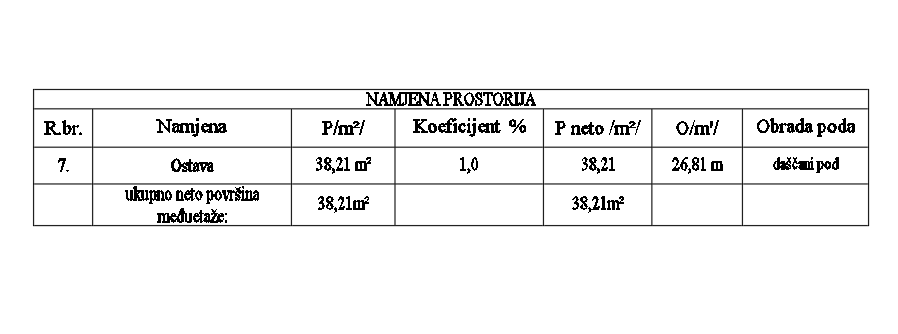 NAMJENA PROSTORIJA
R.br. Namjena P/m²/ Koeficijent % P neto /m²/ O/m'/ Obrada poda
7. Ostava 38,21 m² 1,0 38,21 26,81 m daščani pod
ukupno neto površina
međuetaže: 38,21m² 38,21m²